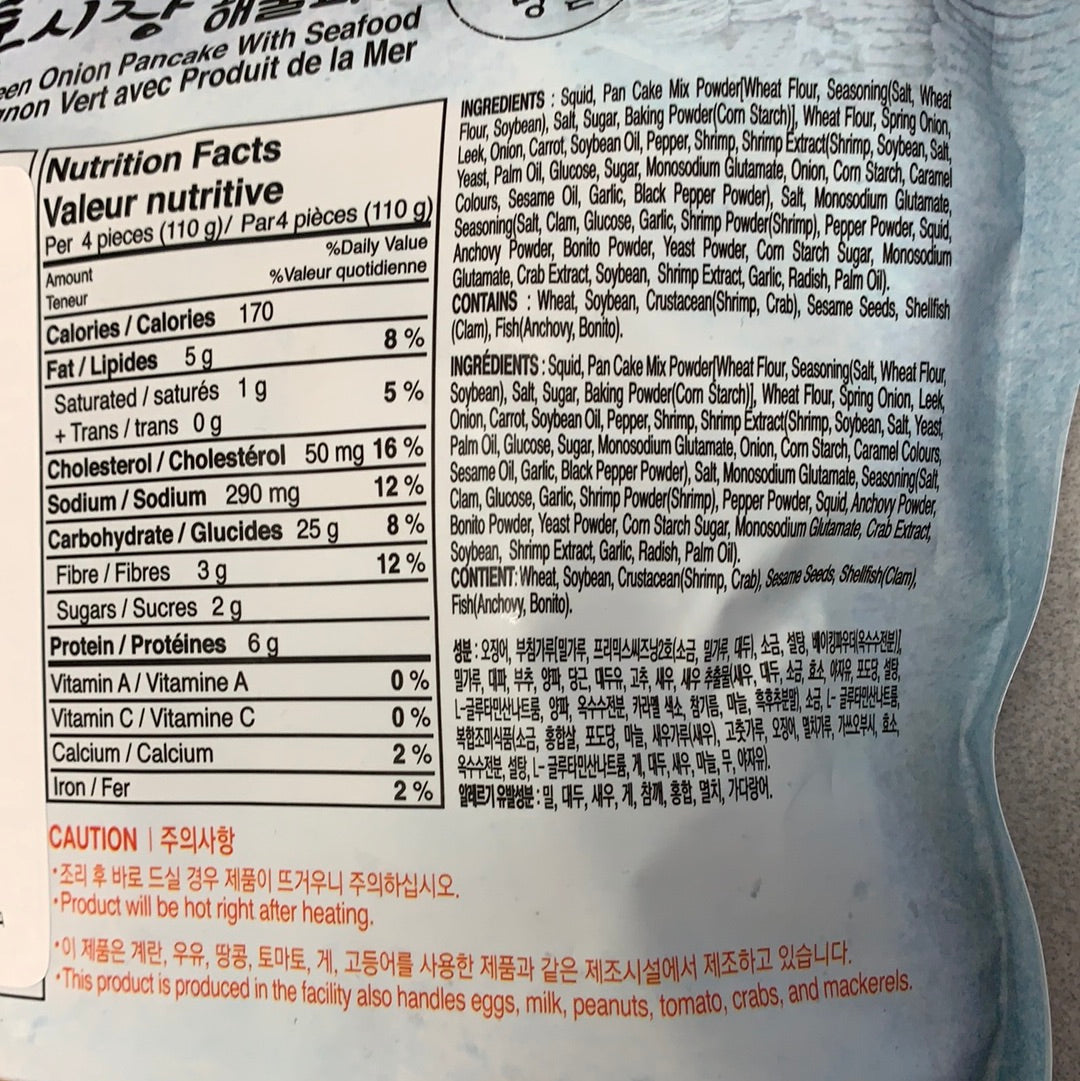 시장
Onion Pancake With Seafood
Vert avec Produit de la Mer
Nutrition Facts
Valeur nutritive
Per 4 pieces (110 g)/ Par4 pièces (110 g)
Amount %Daily Value
Teneur %Valeur quotidienne
Calories / Calories 170
Fat / Lipides 5 g 8 %
Saturated / saturés 1 g 5 %
+ Trans / trans 0 g
Cholesterol / Cholestérol 50 mg 16 %
Sodium / Sodium 290 mg 12 %
Carbohydrate / Glucides 25 g 8 %
Fibre / Fibres 3 g 12 %
Sugars / Sucres 2 g
Protein / Protéines 6 g
Vitamin A / Vitamine A 0 %
Vitamin C / Vitamine C 0 %
Calcium / Calcium 2 %
Iron / Fer 2 %
INGREDIENTS : Squid, Pan Cake Mix Powder[Wheat Flour, Seasoning(Salt, Wheat
Flour, Soybean), Salt, Sugar, Baking Powder(Corn Starch)], Wheat Flour, Spring Onion,
Leek, Onion, Carrot, Soybean Oil, Pepper, Shrimp, Shrimp Extract(Shrimp, Soybean, Salt,
Yeast, Palm Oil, Glucose, Sugar, Monosodium Glutamate, Onion, Corn Starch, Caramel
Colours, Sesame Oil, Garlic, Black Pepper Powder), Salt, Monosodium Glutamate,
Seasoning(Salt, Clam, Glucose, Garlic, Shrimp Powder(Shrimp), Pepper Powder, Squid,
Anchovy Powder, Bonito Powder, Yeast Powder, Corn Starch Sugar, Monosodium
Glutamate, Crab Extract, Soybean, Shrimp Extract, Garlic, Radish, Palm Oil).
CONTAINS : Wheat, Soybean, Crustacean(Shrimp, Crab), Sesame Seeds, Shellfish
(Clam), Fish(Anchovy, Bonito).
INGRÉDIENTS : Squid, Pan Cake Mix Powder[Wheat Flour, Seasoning(Salt, Wheat Flour,
Soybean), Salt, Sugar, Baking Powder(Corn Starch)], Wheat Flour, Spring Onion, Leek,
Onion, Carrot, Soybean Oil, Pepper, Shrimp, Shrimp Extract(Shrimp, Soybean, Salt, Yeast,
Palm Oil, Glucose, Sugar, Monosodium Glutamate, Onion, Corn Starch, Caramel Colours,
Sesame Oil, Garlic, Black Pepper Powder), Salt, Monosodium Glutamate, Seasoning(Salt,
Clam, Glucose, Garlic, Shrimp Powder(Shrimp), Pepper Powder, Squid, Anchovy Powder,
Bonito Powder, Yeast Powder, Corn Starch Sugar, Monosodium Glutamate, Crab Extract,
Soybean, Shrimp Extract, Garlic, Radish, Palm Oil).
CONTIENT: Wheat, Soybean, Crustacean(Shrimp, Crab), Sesame Seeds, Shellfish(Clam),
Fish(Anchovy, Bonito).
성분 : 오징어, 부침가루[밀가루, 프리믹스씨즈닝2호(소금, 밀가루, 대두), 소금, 설탕, 베이킹파우더(옥수수전분)],
밀가루, 대파, 부추, 양파, 당근, 대두유, 고추, 새우, 새우 추출물(새우, 대두, 소금, 효소, 야자유, 포도당, 설탕,
L-글루타민산나트륨, 양파, 옥수수전분, 카라멜 색소, 참기름, 마늘, 흑후추분말), 소금, L-글루타민산나트륨,
복합조미식품(소금, 홍합살, 포도당, 마늘, 새우가루(새우), 고춧가루, 오징어, 멸치가루, 가쓰오부시, 효소,
옥수수전분, 설탕, L-글루타민산나트륨, 게, 대두, 새우, 마늘, 무, 야자유).
알레르기 유발성분 : 밀, 대두, 새우, 게, 참깨, 홍합, 멸치, 가다랑어.
CAUTION | 주의사항
•조리 후 바로 드실 경우 제품이 뜨거우니 주의하십시오.
•Product will be hot right after heating.
•이 제품은 계란, 우유, 땅콩, 토마토, 게, 고등어를 사용한 제품과 같은 제조시설에서 제조하고 있습니다.
•This product is produced in the facility also handles eggs, milk, peanuts, tomato, crabs, and mackerels.